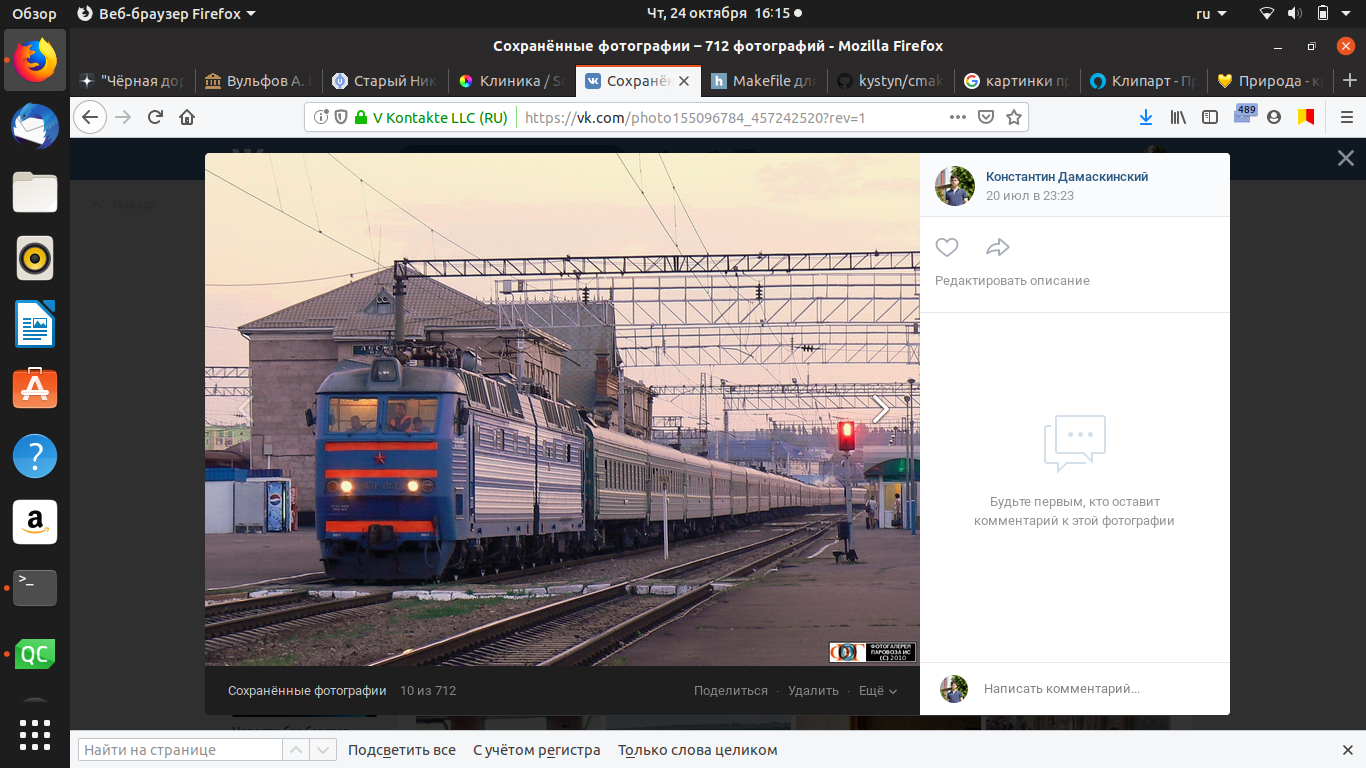 Обзор
Веб-браузер Firefox
Чт, 24 октября 16:15
ru
Сохранённые фотографии – 712 фотографий - Mozilla Firefox
"Чёрная дор
Вульфов А.
Старый Ник
Клиника / Sc
Сохранён
Makefile дл
kystyn/cmak
картинки пр
Клипарт - Пр
Природа - к
V Kontakte LLC (RU)
https://vk.com/photo155096784_457242520?rev=1
489
Наверх
Константин Дамаскинский
20 июл в 23:23
Редактировать описание
pepsi
Будьте первым, кто оставит
комментарий к этой фотографии
ФОТОГАЛЕРЕЯ
ПАРОВОЗА ИС
(С) 2010
Сохранённые фотографии
10 из 712
Поделиться · Удалить · Ещё
Написать комментарий...
>_
QC
a
?
Найти на странице
Подсветить все
С учётом регистра
Только слова целиком